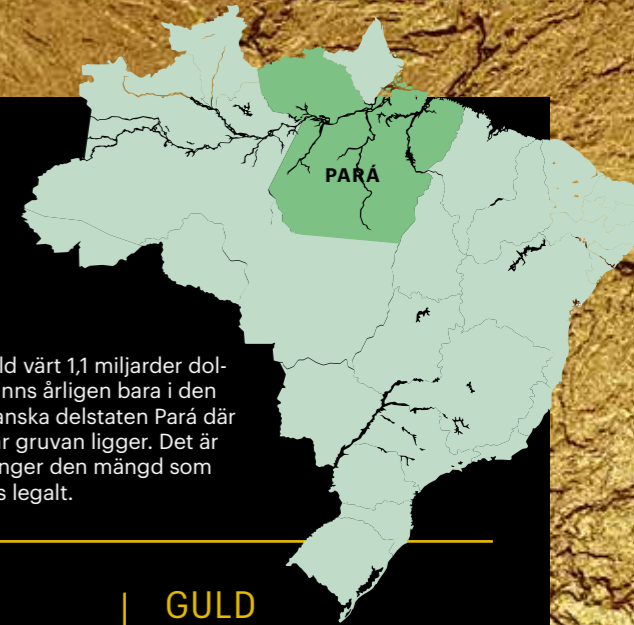 PARÁ
ld värt 1,1 miljarder dol-
nns årligen bara i den
anska delstaten Pará där
ar gruvan ligger. Det är
nger den mängd som
s legalt.
GULD